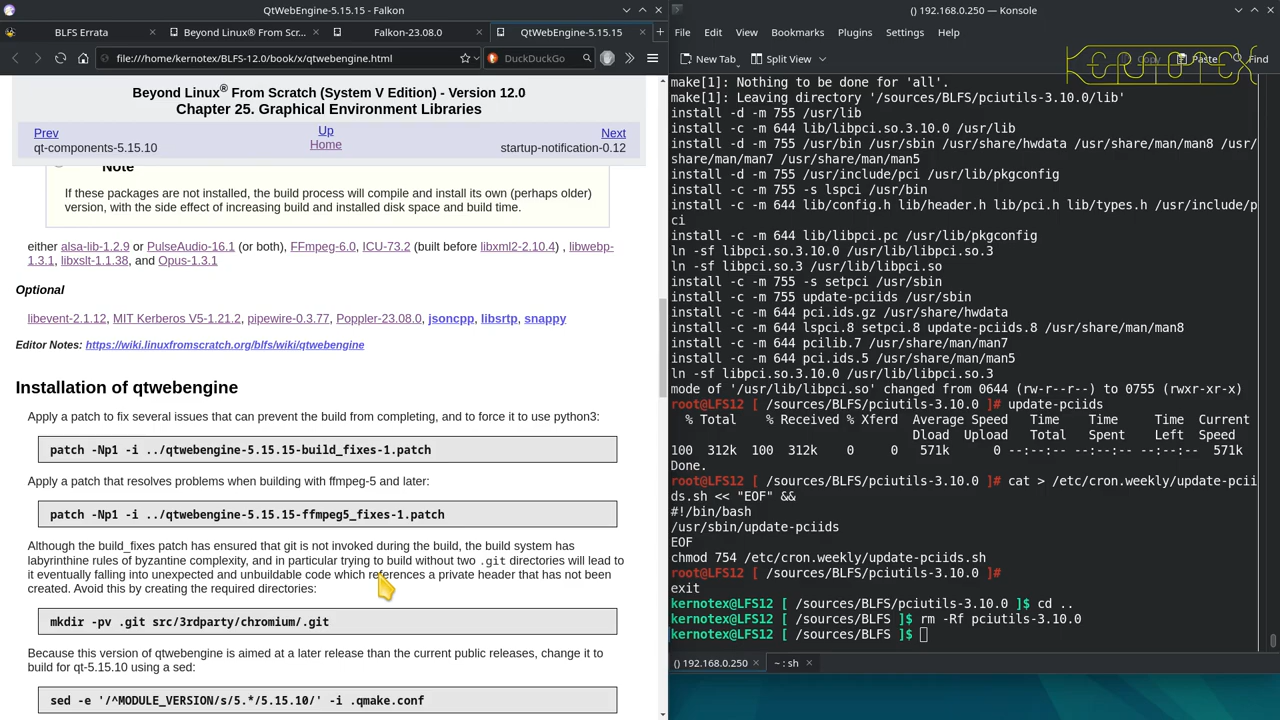 QtWebEngine-5.15.15 - Falkon
BLFS Errata
Beyond Linux® From Scr...
Falkon-23.08.0
QtWebEngine-5.15.15
file:///home/kernotex/BLFS-12.0/book/x/qtwebengine.html
DuckDuckGo
Beyond Linux® From Scratch (System V Edition) - Version 12.0
Chapter 25. Graphical Environment Libraries
Prev
Up
Next
qt-components-5.15.10
Home
startup-notification-0.12
Note
If these packages are not installed, the build process will compile and install its own (perhaps older)
version, with the side effect of increasing build and installed disk space and build time.
either alsa-lib-1.2.9 or PulseAudio-16.1 (or both), FFmpeg-6.0, ICU-73.2 (built before libxml2-2.10.4) , libwebp-
1.3.1, libxslt-1.1.38, and Opus-1.3.1
Optional
libevent-2.1.12, MIT Kerberos V5-1.21.2, pipewire-0.3.77, Poppler-23.08.0, jsoncpp, libsrtp, snappy
Editor Notes: https://wiki.linuxfromscratch.org/blfs/wiki/qtwebengine
Installation of qtwebengine
Apply a patch to fix several issues that can prevent the build from completing, and to force it to use python3:
patch -Np1 -i ../qtwebengine-5.15.15-build_fixes-1.patch
Apply a patch that resolves problems when building with ffmpeg-5 and later:
patch -Np1 -i ../qtwebengine-5.15.15-ffmpeg5_fixes-1.patch
Although the build_fixes patch has ensured that git is not invoked during the build, the build system has
labyrinthine rules of byzantine complexity, and in particular trying to build without two .git directories will lead to
it eventually falling into unexpected and unbuildable code which references a private header that has not been
created. Avoid this by creating the required directories:
mkdir -pv .git src/3rdparty/chromium/.git
Because this version of qtwebengine is aimed at a later release than the current public releases, change it to
build for qt-5.15.10 using a sed:
sed -e '/^MODULE_VERSION/s/5.*/5.15.10/' -i .qmake.conf
() 192.168.0.250 — Konsole
File Edit View Bookmarks Plugins Settings Help
New Tab Split View Copy Paste Find
KernoteX
make[1]: Nothing to be done for 'all'.
make[1]: Leaving directory '/sources/BLFS/pciutils-3.10.0/lib'
install -d -m 755 /usr/lib
install -c -m 644 lib/libpci.so.3.10.0 /usr/lib
install -d -m 755 /usr/bin /usr/sbin /usr/share/hwdata /usr/share/man/man8 /usr/
share/man/man7 /usr/share/man/man5
install -d -m 755 /usr/include/pci /usr/lib/pkgconfig
install -c -m 755 -s lspci /usr/bin
install -c -m 644 lib/config.h lib/header.h lib/pci.h lib/types.h /usr/include/p
ci
install -c -m 644 lib/libpci.pc /usr/lib/pkgconfig
ln -sf libpci.so.3.10.0 /usr/lib/libpci.so.3
ln -sf libpci.so.3 /usr/lib/libpci.so
install -c -m 755 -s setpci /usr/sbin
install -c -m 755 update-pciids /usr/sbin
install -c -m 644 pci.ids.gz /usr/share/hwdata
install -c -m 644 lspci.8 setpci.8 update-pciids.8 /usr/share/man/man8
install -c -m 644 pcilib.7 /usr/share/man/man7
install -c -m 644 pci.ids.5 /usr/share/man/man5
ln -sf libpci.so.3.10.0 /usr/lib/libpci.so.3
mode of '/usr/lib/libpci.so' changed from 0644 (rw-r--r--) to 0755 (rwxr-xr-x)
root@LFS12 [ /sources/BLFS/pciutils-3.10.0 ]# update-pciids
% Total % Received % Xferd Average Speed Time Time Time Current
Dload Upload Total Spent Left Speed
100 312k 100 312k 0 0 571k 0 --:--:-- --:--:-- --:--:-- 571k
Done.
root@LFS12 [ /sources/BLFS/pciutils-3.10.0 ]# cat > /etc/cron.weekly/update-pcii
ds.sh << "EOF" &&
#!/bin/bash
/usr/sbin/update-pciids
EOF
chmod 754 /etc/cron.weekly/update-pciids.sh
root@LFS12 [ /sources/BLFS/pciutils-3.10.0 ]#
exit
kernotex@LFS12 [ /sources/BLFS/pciutils-3.10.0 ]$ cd ..
kernotex@LFS12 [ /sources/BLFS ]$ rm -Rf pciutils-3.10.0
kernotex@LFS12 [ /sources/BLFS ]$
() 192.168.0.250
~ : sh